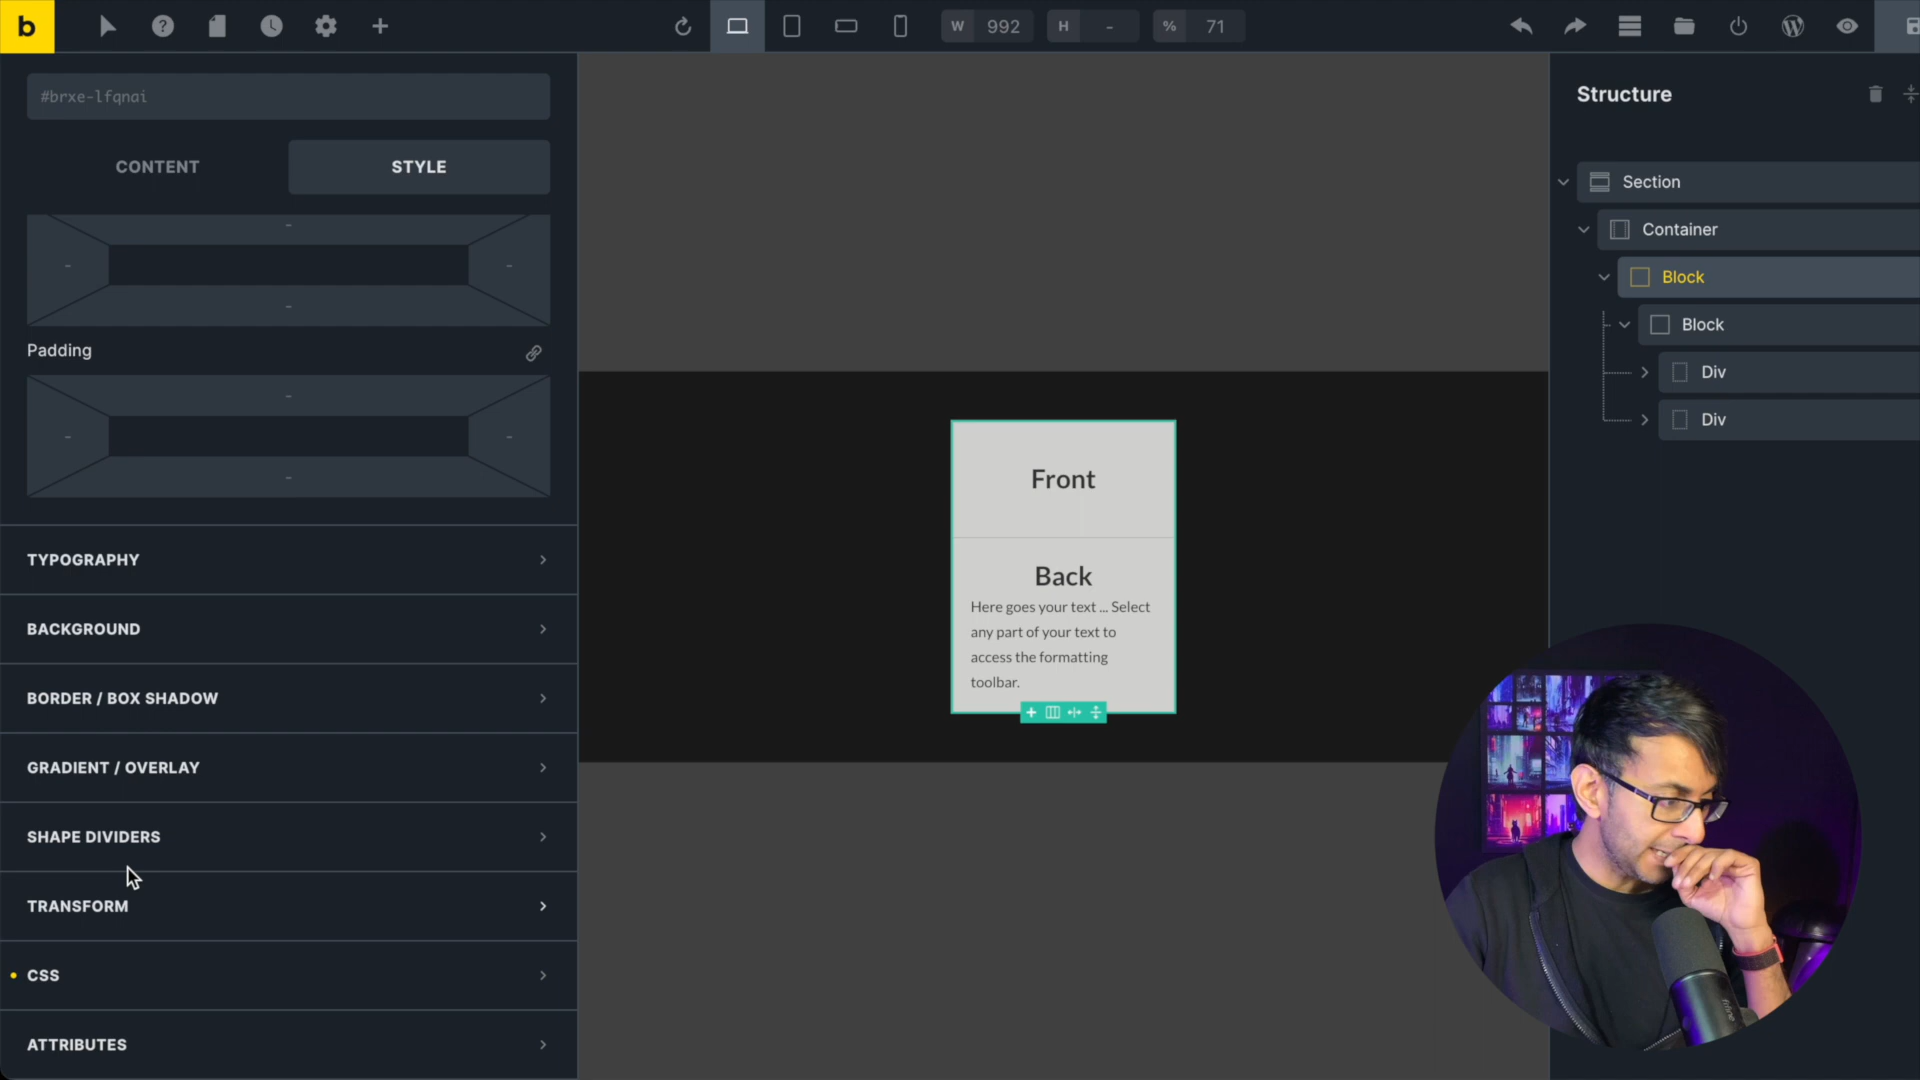 b
W 992
H -
% 71
#brxe-lfqnai
CONTENT
STYLE
-
- -
-
Padding
-
- -
-
TYPOGRAPHY
BACKGROUND
BORDER / BOX SHADOW
GRADIENT / OVERLAY
SHAPE DIVIDERS
TRANSFORM
CSS
ATTRIBUTES
Front
Back
Here goes your text ... Select
any part of your text to
access the formatting
toolbar.
Structure
Section
Container
Block
Block
Div
Div
fifine